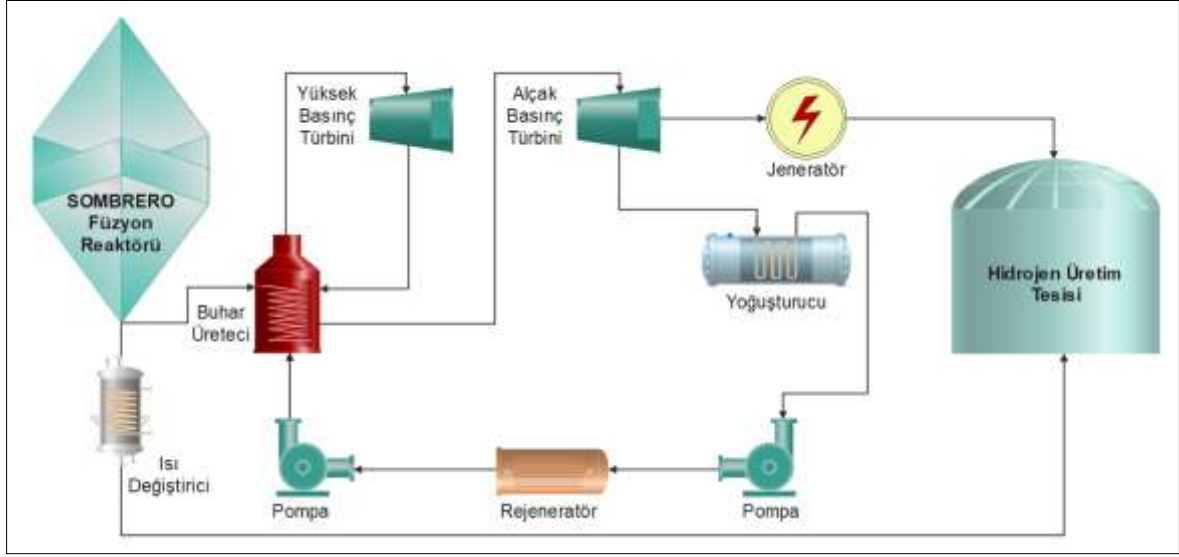 Yüksek
Basınç
Türbini
Alçak
Basınç
Türbini
Jeneratör
SOMBRERO
Füzyon
Reaktörü
Hidrojen Üretim
Tesisi
Yoğuşturucu
Buhar
Üreteci
Isı
Değiştirici
Pompa
Rejeneratör
Pompa